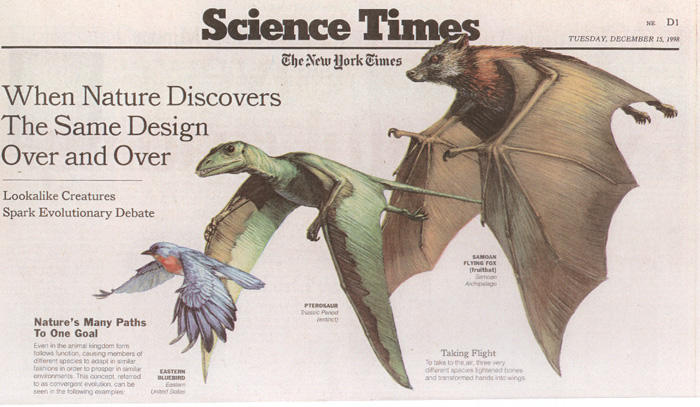 Science Times
NE D1
TUESDAY, DECEMBER 15, 1998
The New York Times
When Nature Discovers
The Same Design
Over and Over
Lookalike Creatures
Spark Evolutionary Debate
Nature's Many Paths
To One Goal
Even in the animal kingdom form
follows function, causing members of
different species to adapt in similar
fashions in order to prosper in similar
environments. This concept, referred
to as convergent evolution, can be
seen in the following examples:
EASTERN
BLUEBIRD
Eastern
United States
PTEROSAUR
Triassic Period
(extinct)
SAMOAN
FLYING FOX
(fruitbat)
Samoan
Archipelago
Taking Flight
To take to the air, three very
different species lightened bones
and transformed hands into wings.